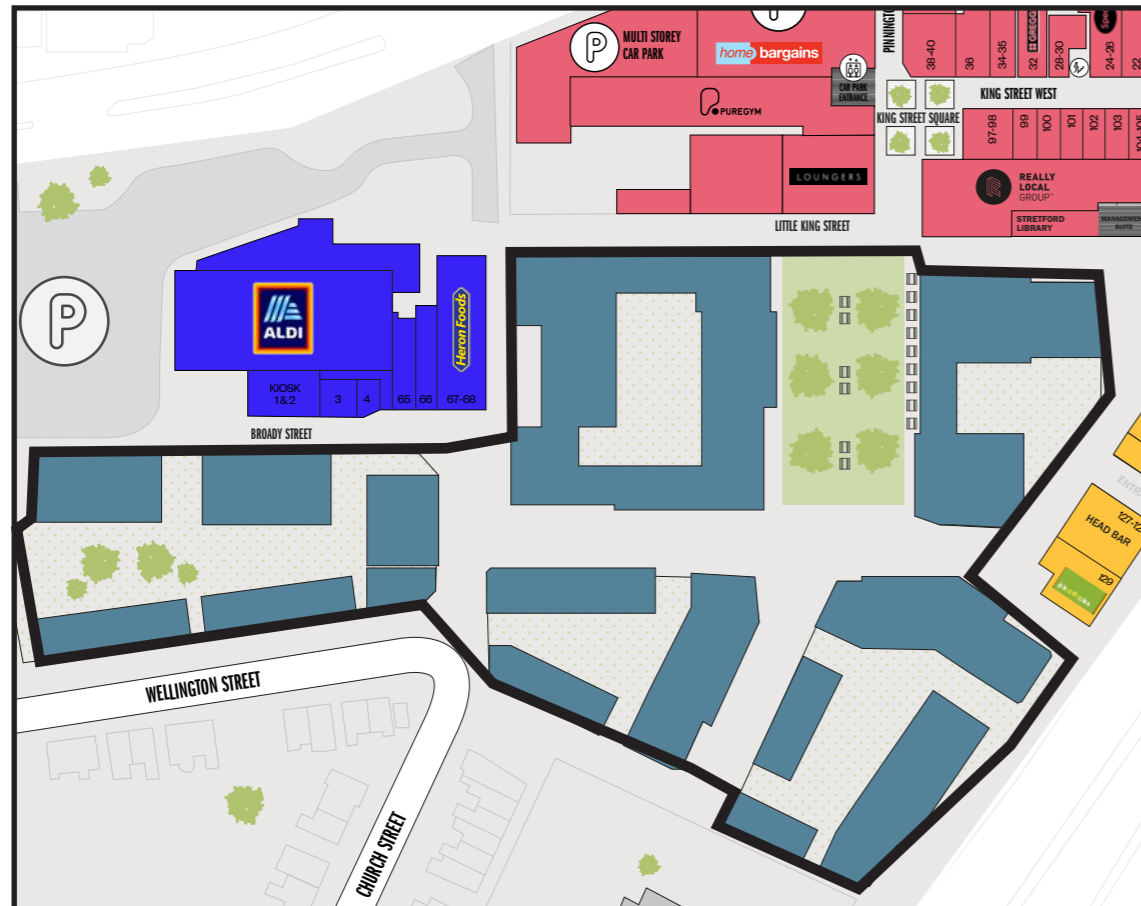 P
P
MULTI STOREY
CAR PARK
home bargains
CAR PARK
ENTRANCE
PUREGYM
LOUNGERS
38-40
36
34-35
32
GREGGS
28-30
24-26
KING STREET WEST
KING STREET SQUARE
97-98
99
100
101
102
103
REALLY
LOCAL
GROUP
STRETFORD
LIBRARY
SUITE
LITTLE KING STREET
P
ALDI
Heron Foods
KIOSK
1 & 2
3
4
65
66
67-68
BROADY STREET
HEAD BAR
129
WELLINGTON STREET
CHURCH STREET